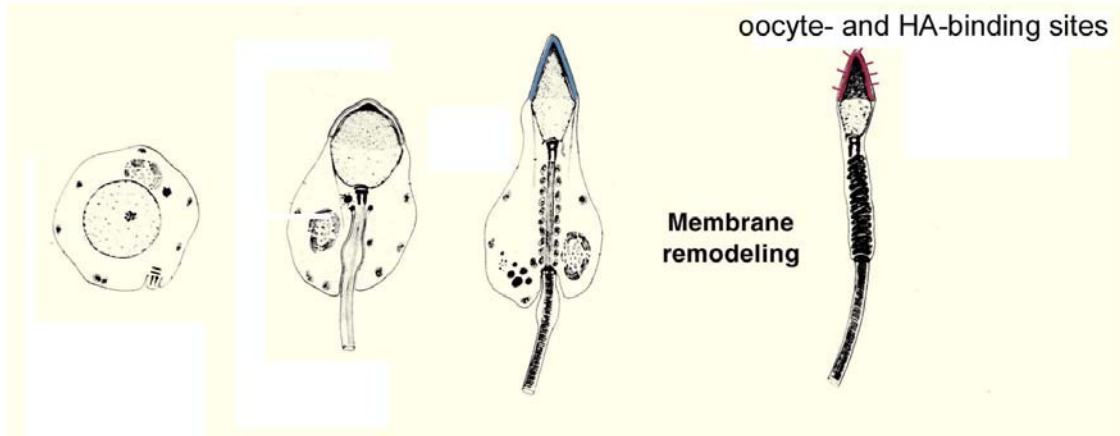 oocyte- and HA-binding sites
Membrane
remodeling